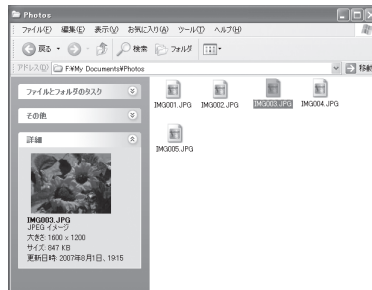 Photos
ファイル(F) 編集(E) 表示(V) お気に入り(A) ツール(T) ヘルプ(H)
戻る 検索 フォルダ
アドレス(D) F:¥My Documents¥Photos 移動
ファイルとフォルダのタスク
その他
詳細
IMG003.JPG
JPEG イメージ
大きさ: 1600 x 1200
サイズ: 847 KB
更新日時: 2007年8月1日、19:15
IMG001.JPG IMG002.JPG IMG003.JPG IMG004.JPG
IMG005.JPG